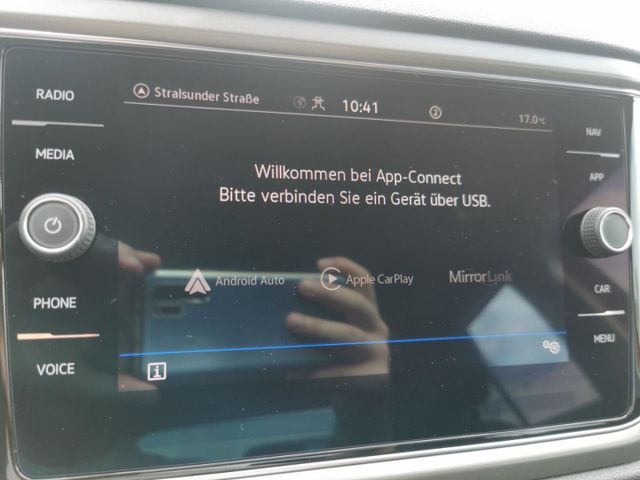 RADIO
MEDIA
PHONE
VOICE
Stralsunder Straße
10:41
2
17.0°C
Willkommen bei App-Connect
Bitte verbinden Sie ein Gerät über USB.
Android Auto
Apple CarPlay
MirrorLink
i
NAV
APP
CAR
MENU